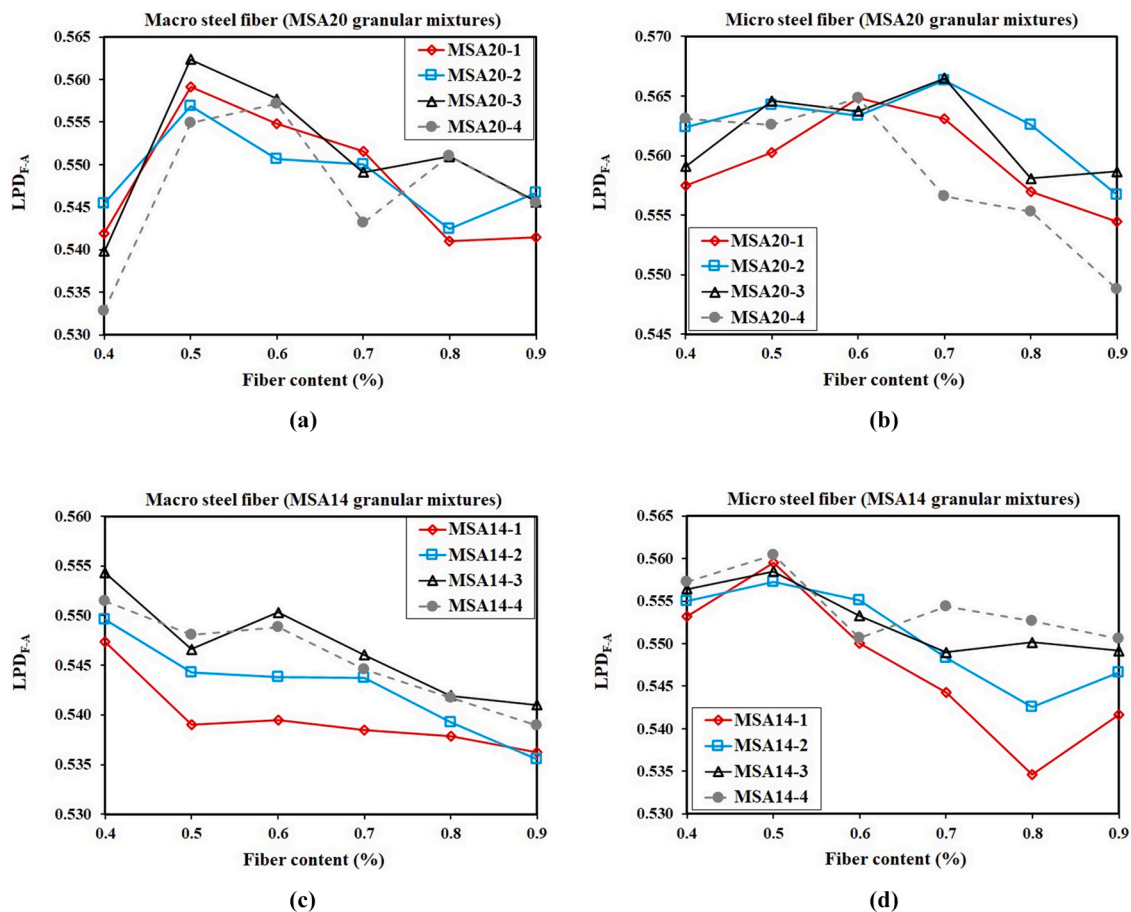 Macro steel fiber (MSA20 granular mixtures)
0.565
0.560
0.555
0.550
0.545
0.540
0.535
0.530
LPDF-A
MSA20-1
MSA20-2
MSA20-3
MSA20-4
0.4 0.5 0.6 0.7 0.8 0.9
Fiber content (%)
(a)
Micro steel fiber (MSA20 granular mixtures)
0.570
0.565
0.560
0.555
0.550
0.545
LPDF-A
MSA20-1
MSA20-2
MSA20-3
MSA20-4
0.4 0.5 0.6 0.7 0.8 0.9
Fiber content (%)
(b)
Macro steel fiber (MSA14 granular mixtures)
0.560
0.555
0.550
0.545
0.540
0.535
0.530
LPDF-A
MSA14-1
MSA14-2
MSA14-3
MSA14-4
0.4 0.5 0.6 0.7 0.8 0.9
Fiber content (%)
(c)
Micro steel fiber (MSA14 granular mixtures)
0.565
0.560
0.555
0.550
0.545
0.540
0.535
0.530
LPDF-A
MSA14-1
MSA14-2
MSA14-3
MSA14-4
0.4 0.5 0.6 0.7 0.8 0.9
Fiber content (%)
(d)